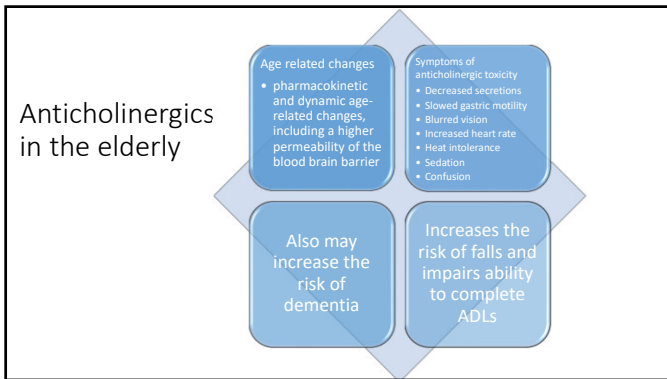 Anticholinergics
in the elderly
Age related changes
• pharmacokinetic
and dynamic age-
related changes,
including a higher
permeability of the
blood brain barrier
Symptoms of
anticholinergic toxicity
• Decreased secretions
• Slowed gastric motility
• Blurred vision
• Increased heart rate
• Heat intolerance
• Sedation
• Confusion
Also may
increase the
risk of
dementia
Increases the
risk of falls and
impairs ability
to complete
ADLs